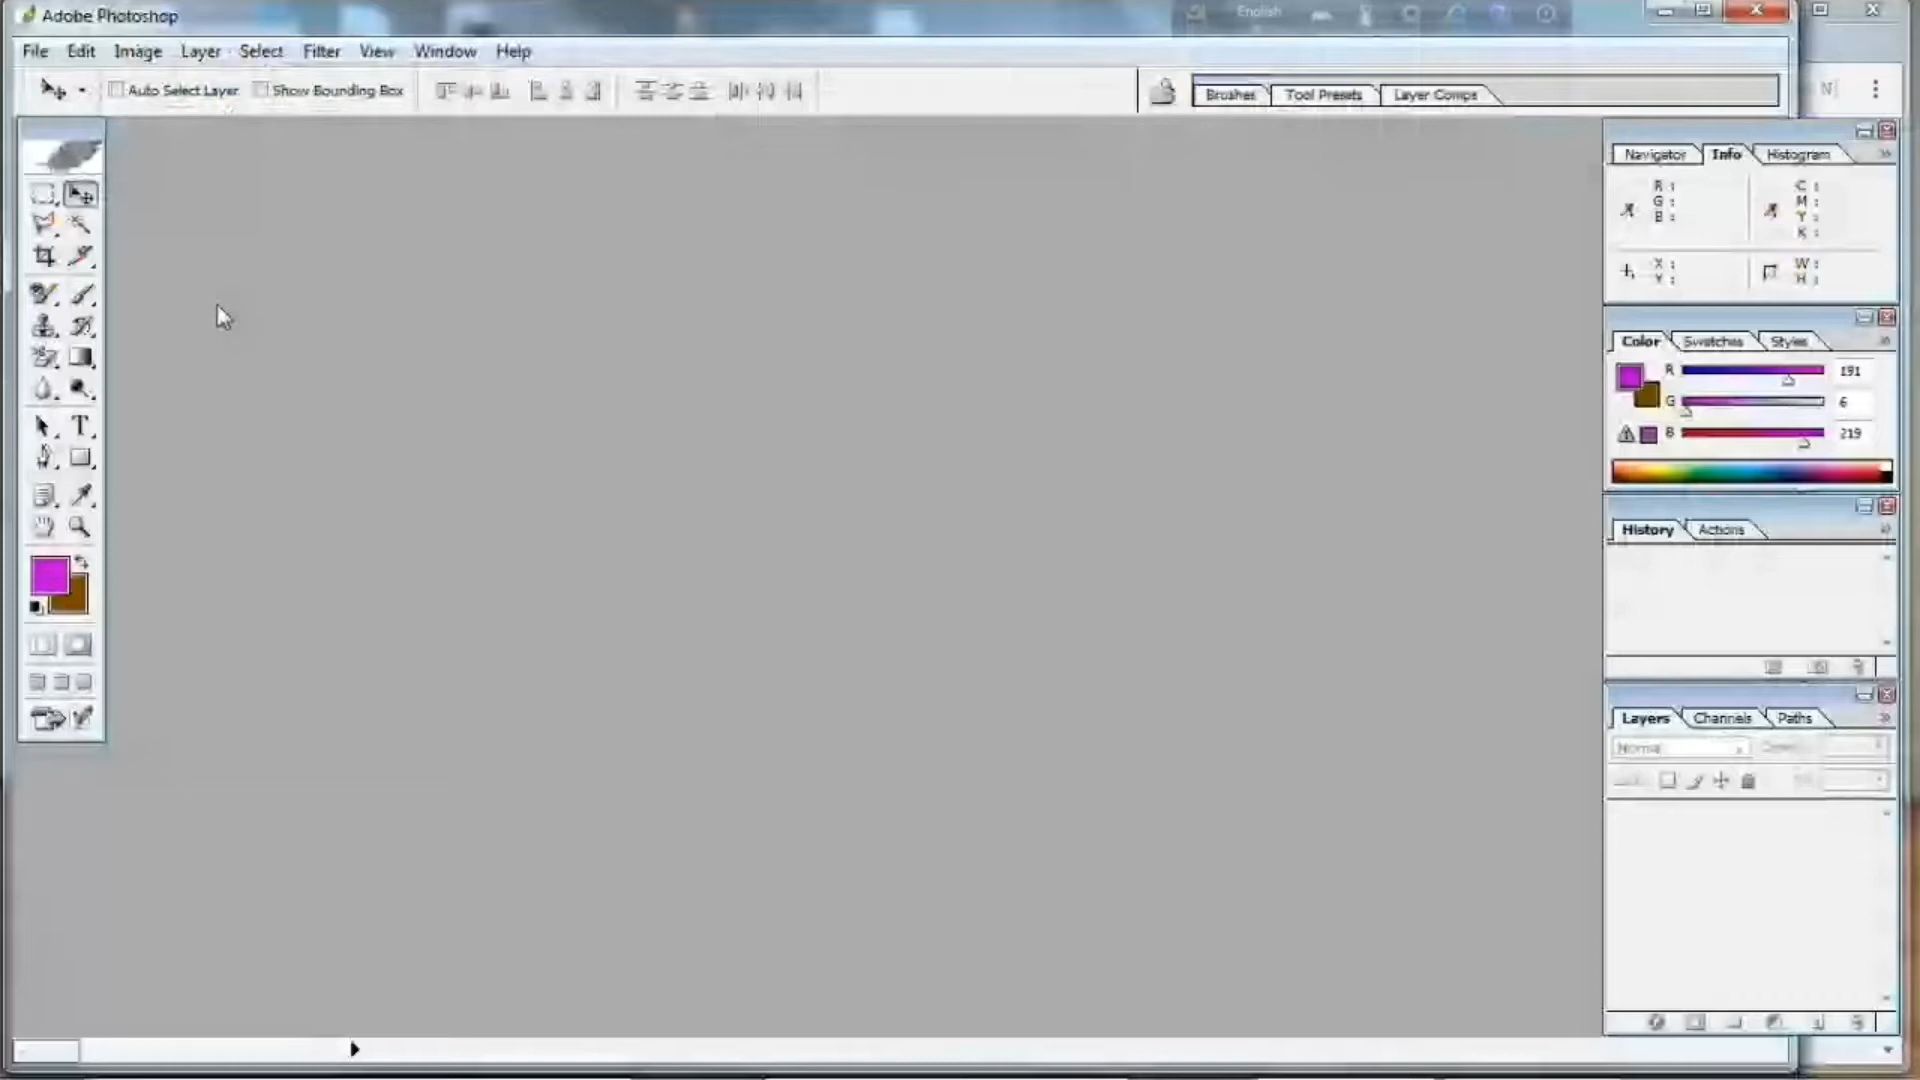 Adobe Photoshop
English
File Edit Image Layer Select Filter View Window Help
Auto Select Layer Show Bounding Box
Brushes Tool Presets Layer Comps
N
Navigator Info Histogram
R :
G :
B :
C :
M :
Y :
K :
X :
Y :
W :
H :
Color Swatches Styles
R 191
G 6
B 219
T
History Actions
Layers Channels Paths
Normal